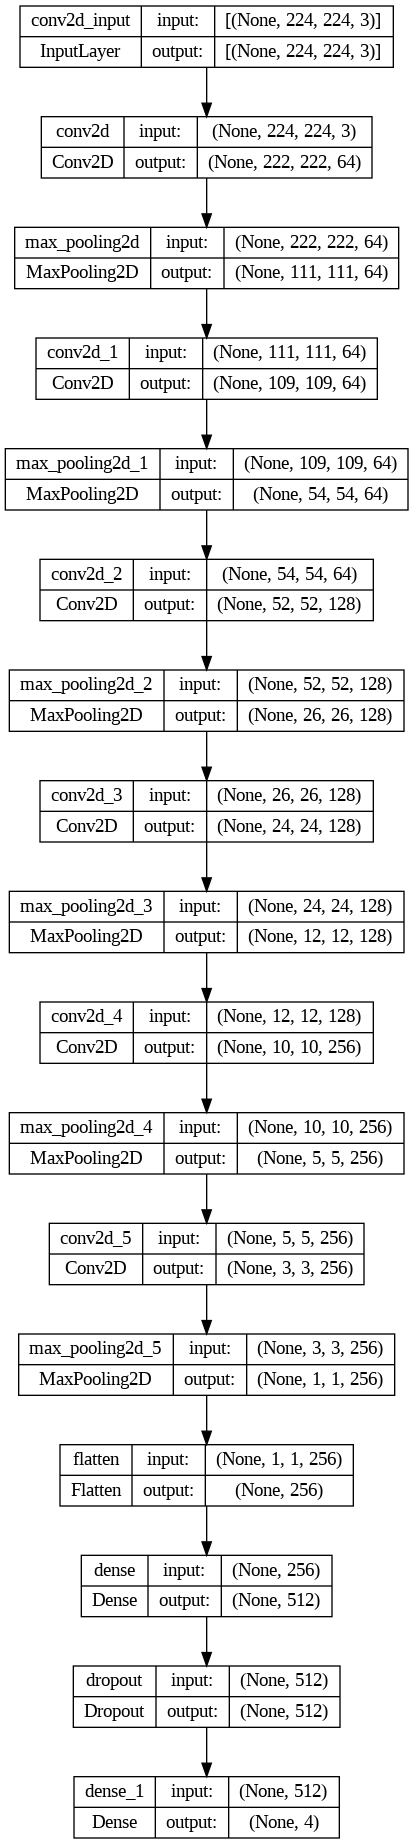 conv2d_input input: [(None, 224, 224, 3)]
InputLayer output: [(None, 224, 224, 3)]
conv2d input: (None, 224, 224, 3)
Conv2D output: (None, 222, 222, 64)
max_pooling2d input: (None, 222, 222, 64)
MaxPooling2D output: (None, 111, 111, 64)
conv2d_1 input: (None, 111, 111, 64)
Conv2D output: (None, 109, 109, 64)
max_pooling2d_1 input: (None, 109, 109, 64)
MaxPooling2D output: (None, 54, 54, 64)
conv2d_2 input: (None, 54, 54, 64)
Conv2D output: (None, 52, 52, 128)
max_pooling2d_2 input: (None, 52, 52, 128)
MaxPooling2D output: (None, 26, 26, 128)
conv2d_3 input: (None, 26, 26, 128)
Conv2D output: (None, 24, 24, 128)
max_pooling2d_3 input: (None, 24, 24, 128)
MaxPooling2D output: (None, 12, 12, 128)
conv2d_4 input: (None, 12, 12, 128)
Conv2D output: (None, 10, 10, 256)
max_pooling2d_4 input: (None, 10, 10, 256)
MaxPooling2D output: (None, 5, 5, 256)
conv2d_5 input: (None, 5, 5, 256)
Conv2D output: (None, 3, 3, 256)
max_pooling2d_5 input: (None, 3, 3, 256)
MaxPooling2D output: (None, 1, 1, 256)
flatten input: (None, 1, 1, 256)
Flatten output: (None, 256)
dense input: (None, 256)
Dense output: (None, 512)
dropout input: (None, 512)
Dropout output: (None, 512)
dense_1 input: (None, 512)
Dense output: (None, 4)